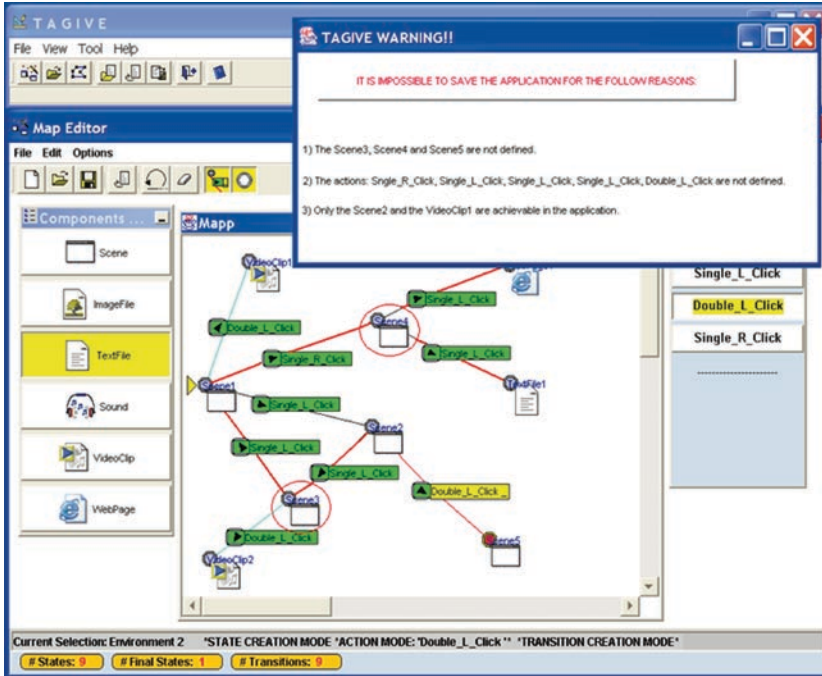 TAGIVE
File View Tool Help
TAGIVE WARNING!!
IT IS IMPOSSIBLE TO SAVE THE APPLICATION FOR THE FOLLOW REASONS:
1) The Scene3, Scene4 and Scene5 are not defined.
2) The actions: Sngle_R_Click, Single_L_Click, Single_L_Click, Single_L_Click, Double_L_Click are not defined.
3) Only the Scene2 and the VideoClip1 are achievable in the application.
Map Editor
File Edit Options
Components ...
Scene
ImageFile
TextFile
Sound
VideoClip
WebPage
Mapp
VideoClip1
Single_L_Click
Double_L_Click
Scene4
Single_R_Click
Single_L_Click
Scene1
TextFile1
Single_L_Click
Scene2
Single_L_Click
Single_L_Click
Double_L_Click _
Scene3
Double_L_Click
Scene5
VideoClip2
Single_L_Click
Double_L_Click
Single_R_Click
--------------------
Current Selection: Environment 2 *STATE CREATION MODE *ACTION MODE: "Double_L_Click "* *TRANSITION CREATION MODE*
# States: 9
# Final States: 1
# Transitions: 9